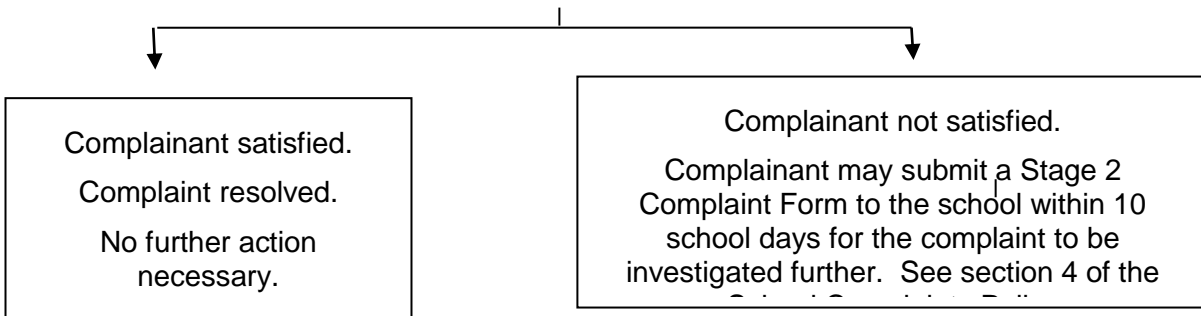 Complainant satisfied.
Complaint resolved.
No further action
necessary.
Complainant not satisfied.
Complainant may submit a Stage 2
Complaint Form to the school within 10
school days for the complaint to be
investigated further.  See section 4 of the